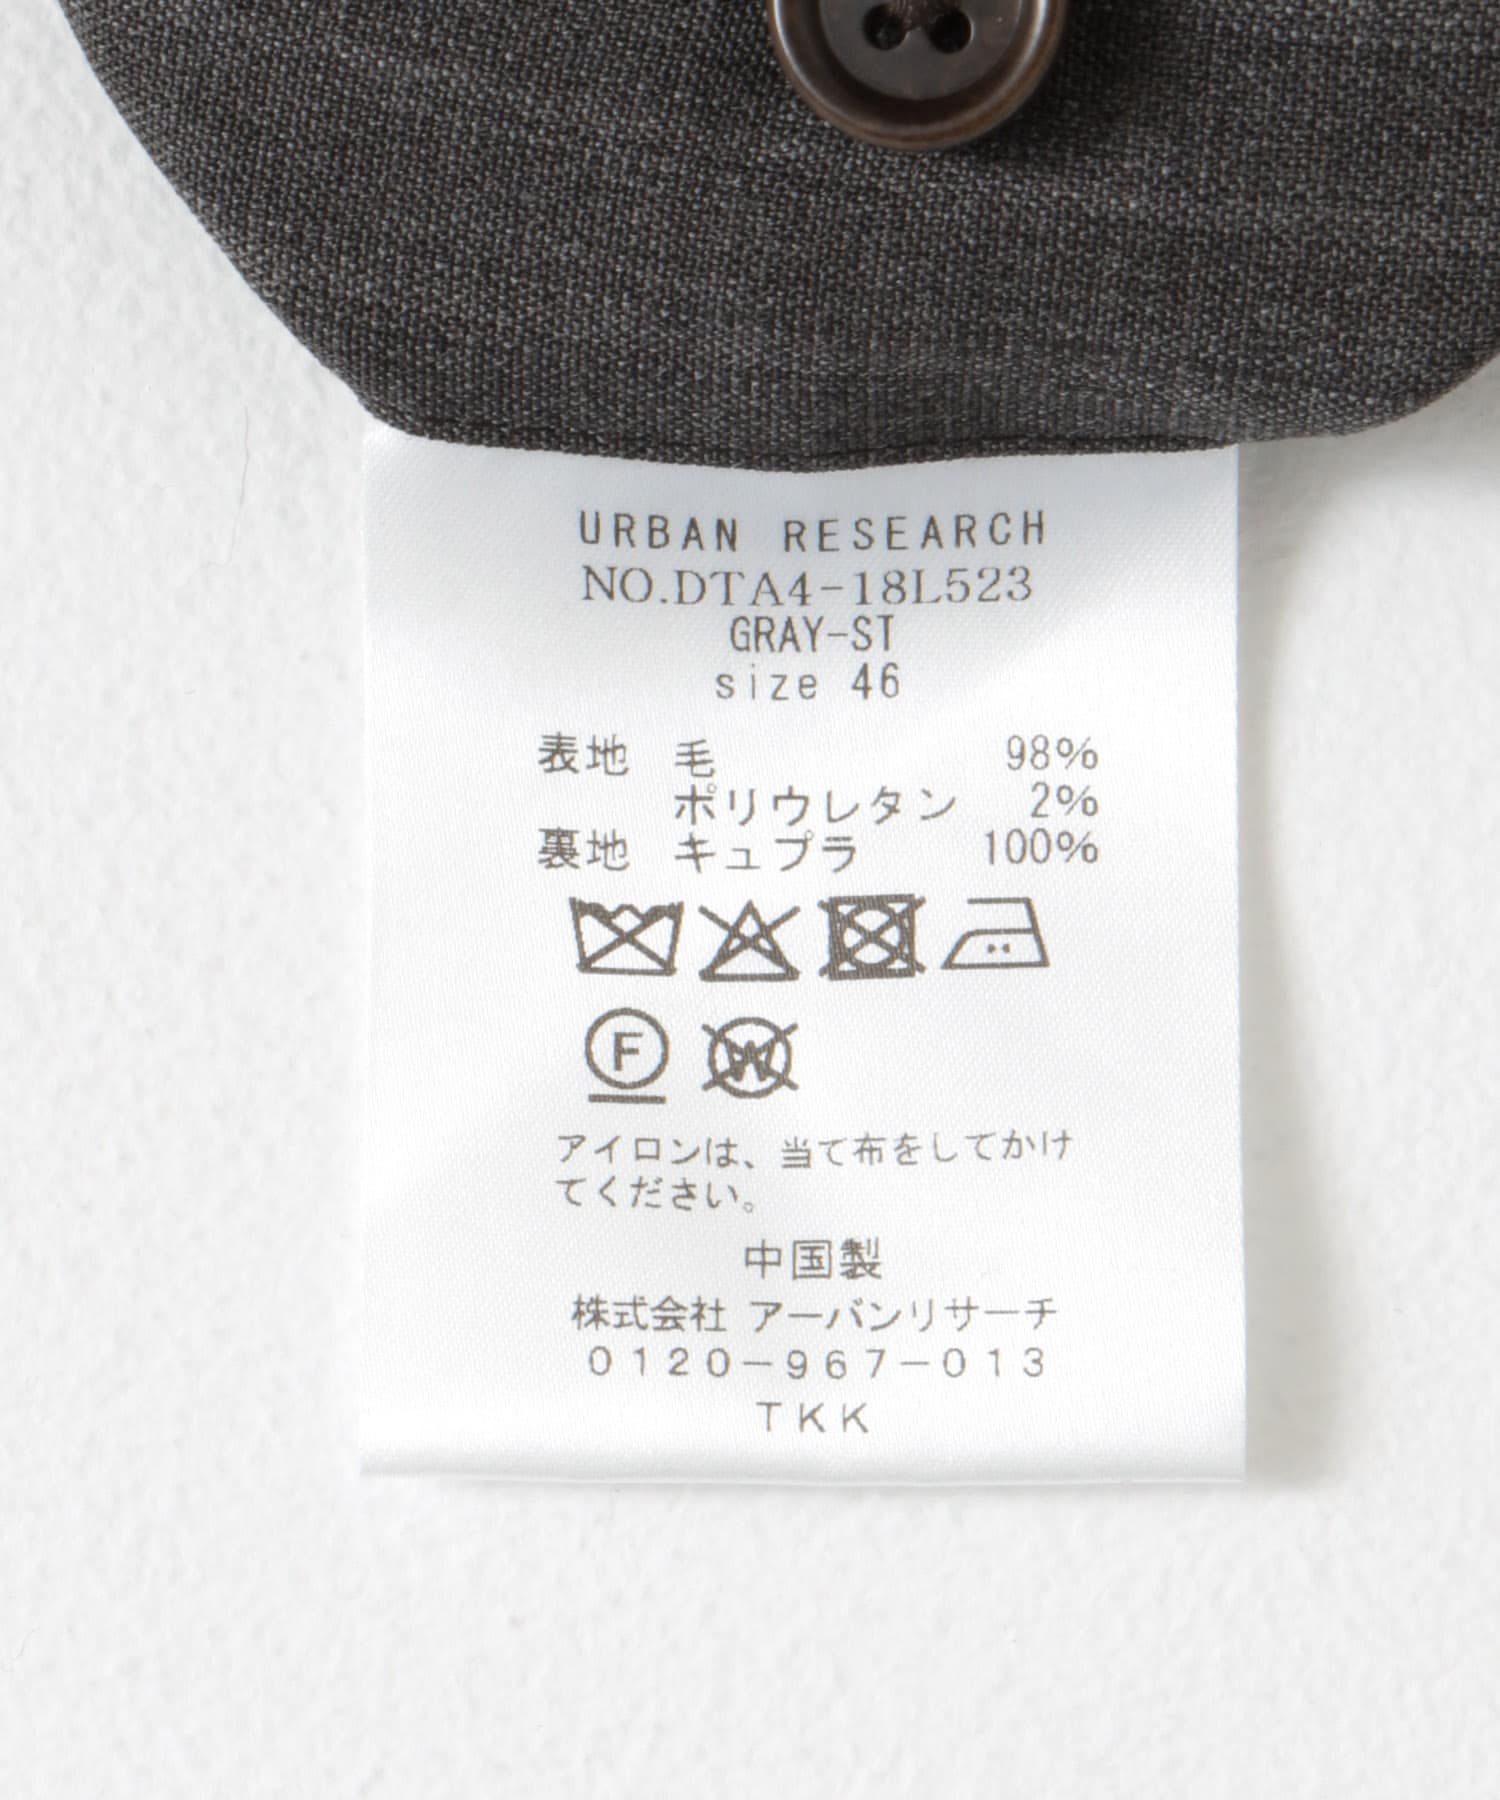 URBAN RESEARCH
NO.DTA4-18L523
GRAY-ST
size 46
表地 毛 98%
ポリウレタン 2%
裏地 キュプラ 100%
F W
アイロンは、当て布をしてかけ
てください。
中国製
株式会社 アーバンリサーチ
0120-967-013
TKK